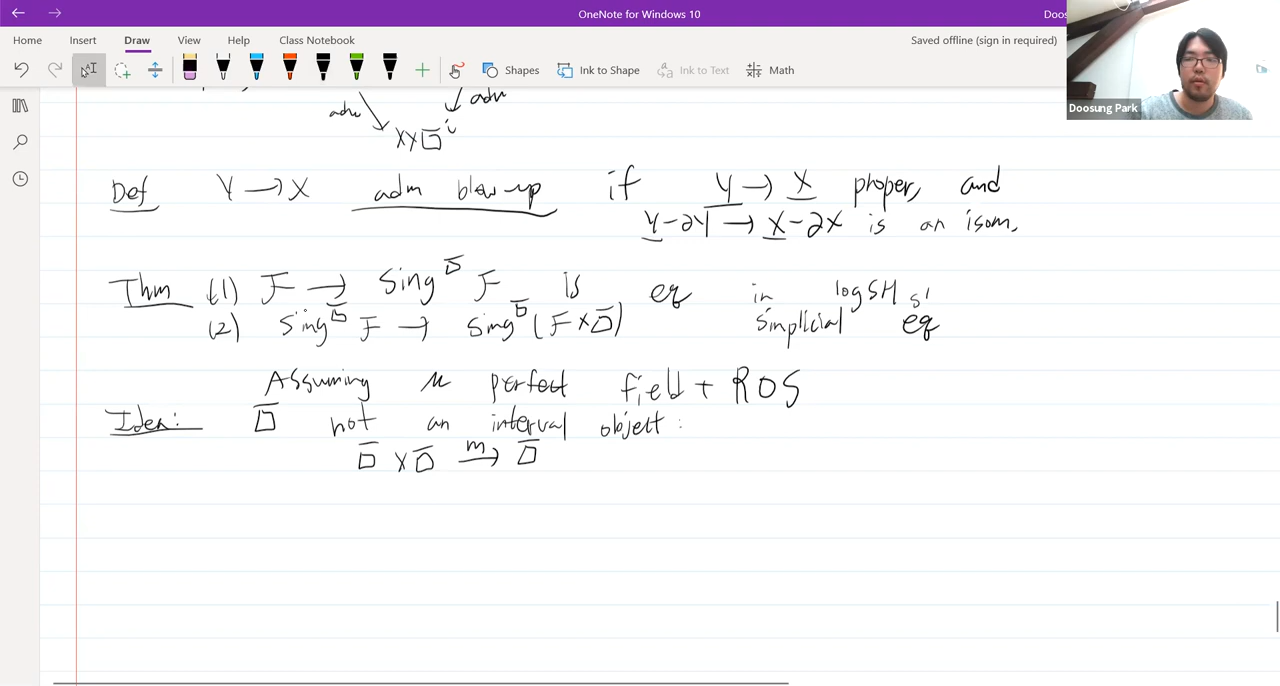 OneNote for Windows 10
Doos
Home Insert Draw View Help Class Notebook
Saved offline (sign in required)
Shapes Ink to Shape Ink to Text Math
Doosung Park
adm adm
X×□̅ⁱ
Def Y → X adm blow-up if Y → X proper, and
Y-∂Y → X-∂X is an isom.
Thm (1) F → Sing^□̅ F is eq in logSH_S¹
(2) Sing^□̅ F → Sing^□̅ (F×□̅) simplicial eq
Assuming k perfect field + ROS
Idea: □̅ not an interval object:
□̅ × □̅ →^m □̅